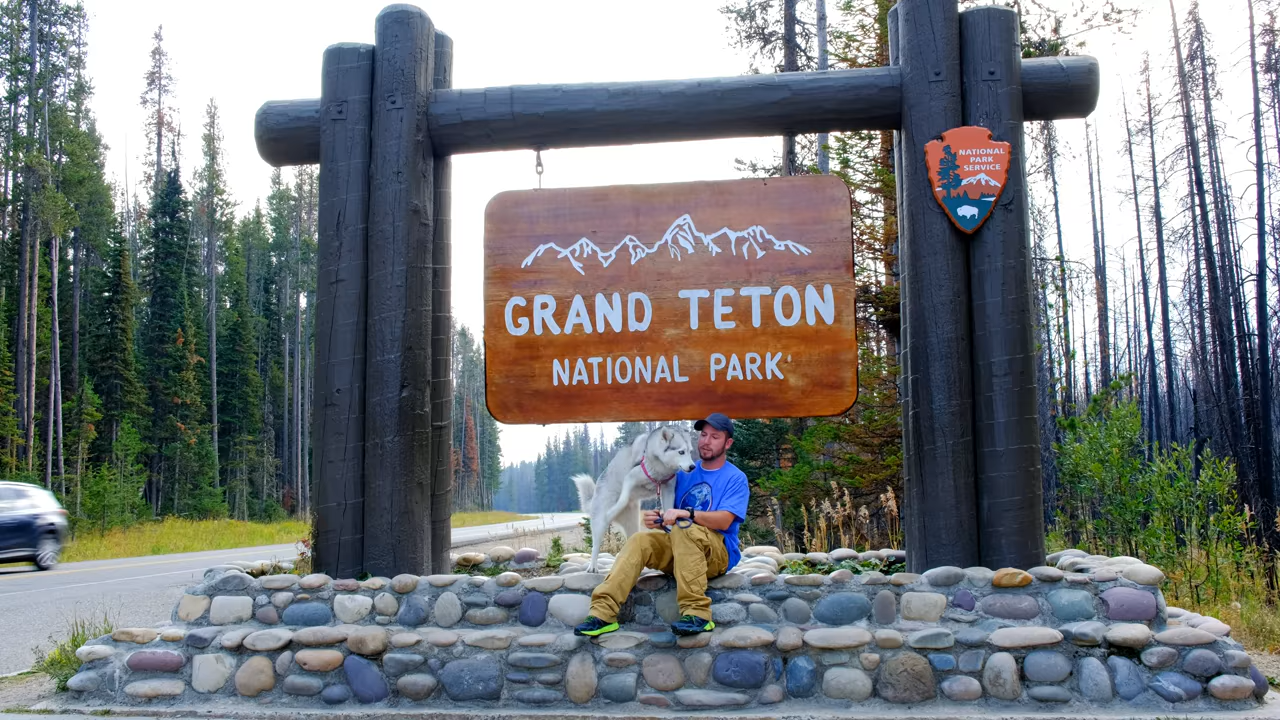 NATIONAL
PARK
SERVICE
GRAND TETON
NATIONAL PARK